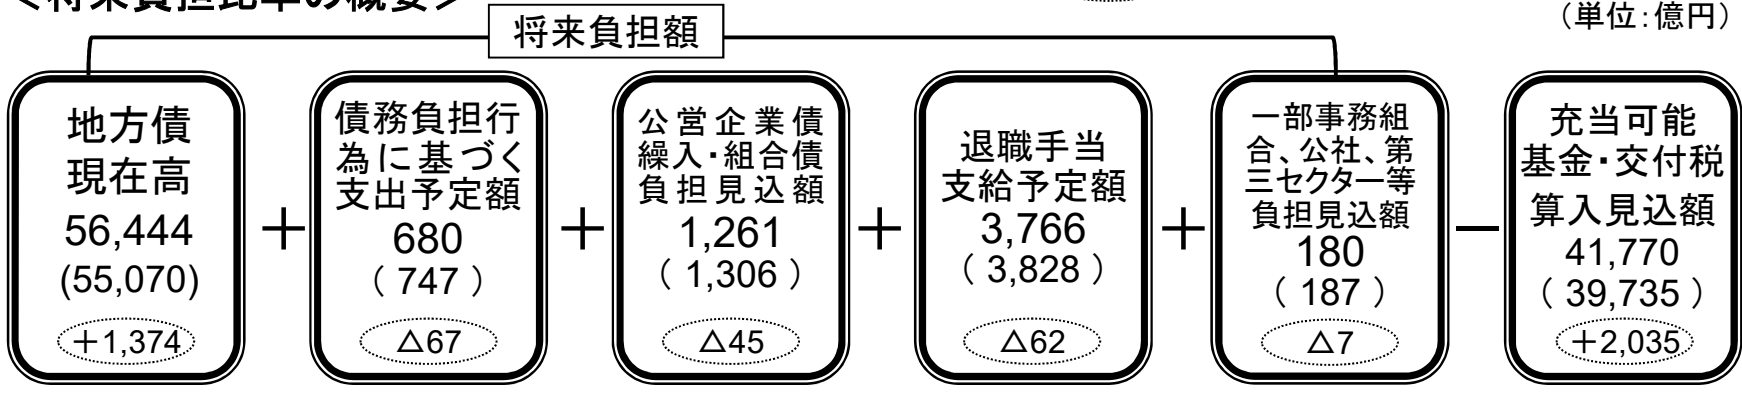 ＜将来負担比率の概要＞
（単位：億円）
将来負担額
地方債
現在高
56,444
(55,070)
＋1,374
＋
債務負担行
為に基づく
支出予定額
680
（ 747 ）
△67
＋
公営企業債
繰入・組合債
負担見込額
1,261
（ 1,306 ）
△45
＋
退職手当
支給予定額
3,766
（ 3,828 ）
△62
＋
一部事務組
合、公社、第
三セクター等
負担見込額
180
（ 187 ）
△7
－
充当可能
基金・交付税
算入見込額
41,770
（ 39,735 ）
＋2,035